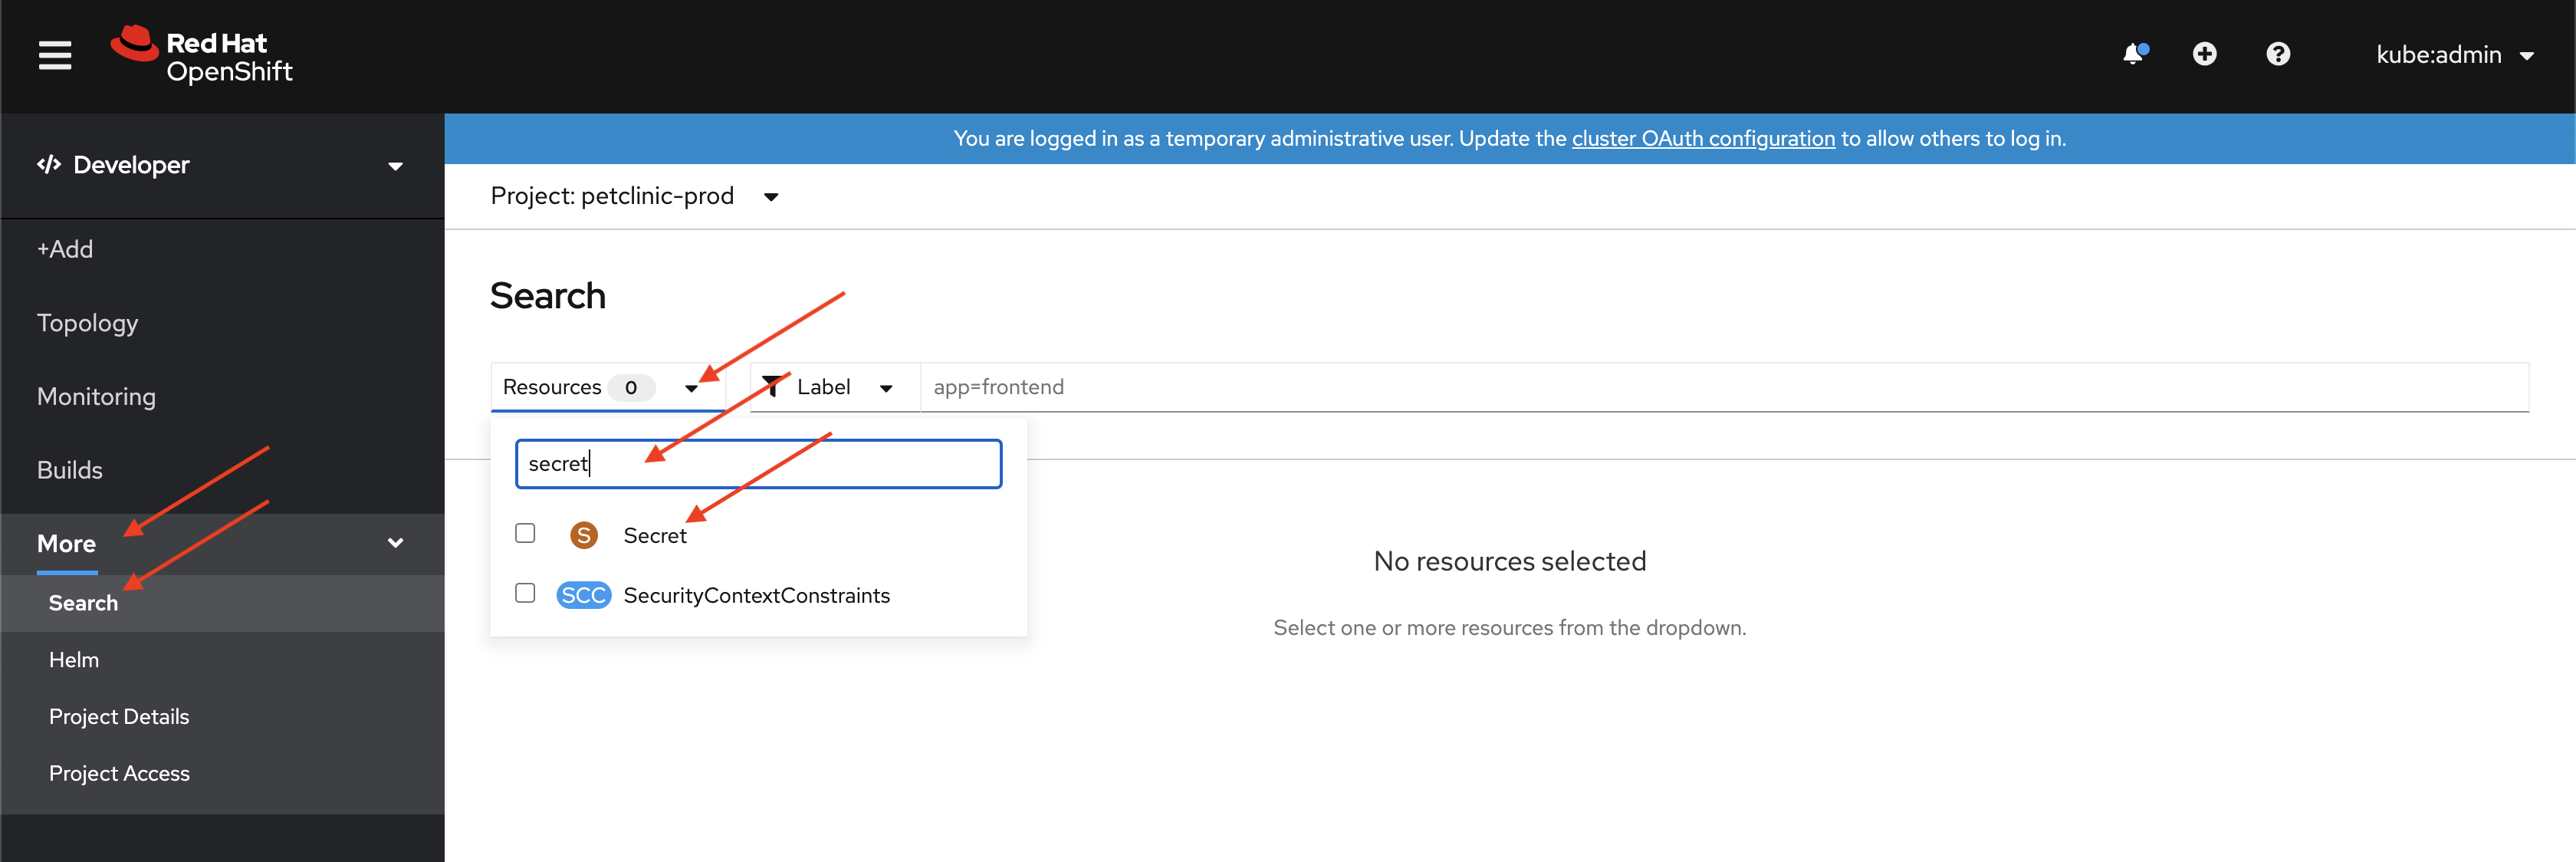 Red Hat
OpenShift
kube:admin
Developer
You are logged in as a temporary administrative user. Update the cluster OAuth configuration to allow others to log in.
Project: petclinic-prod
+Add
Topology
Monitoring
Builds
More
Search
Helm
Project Details
Project Access
Search
Resources 0
Label
app=frontend
secret
S Secret
SCC SecurityContextConstraints
No resources selected
Select one or more resources from the dropdown.